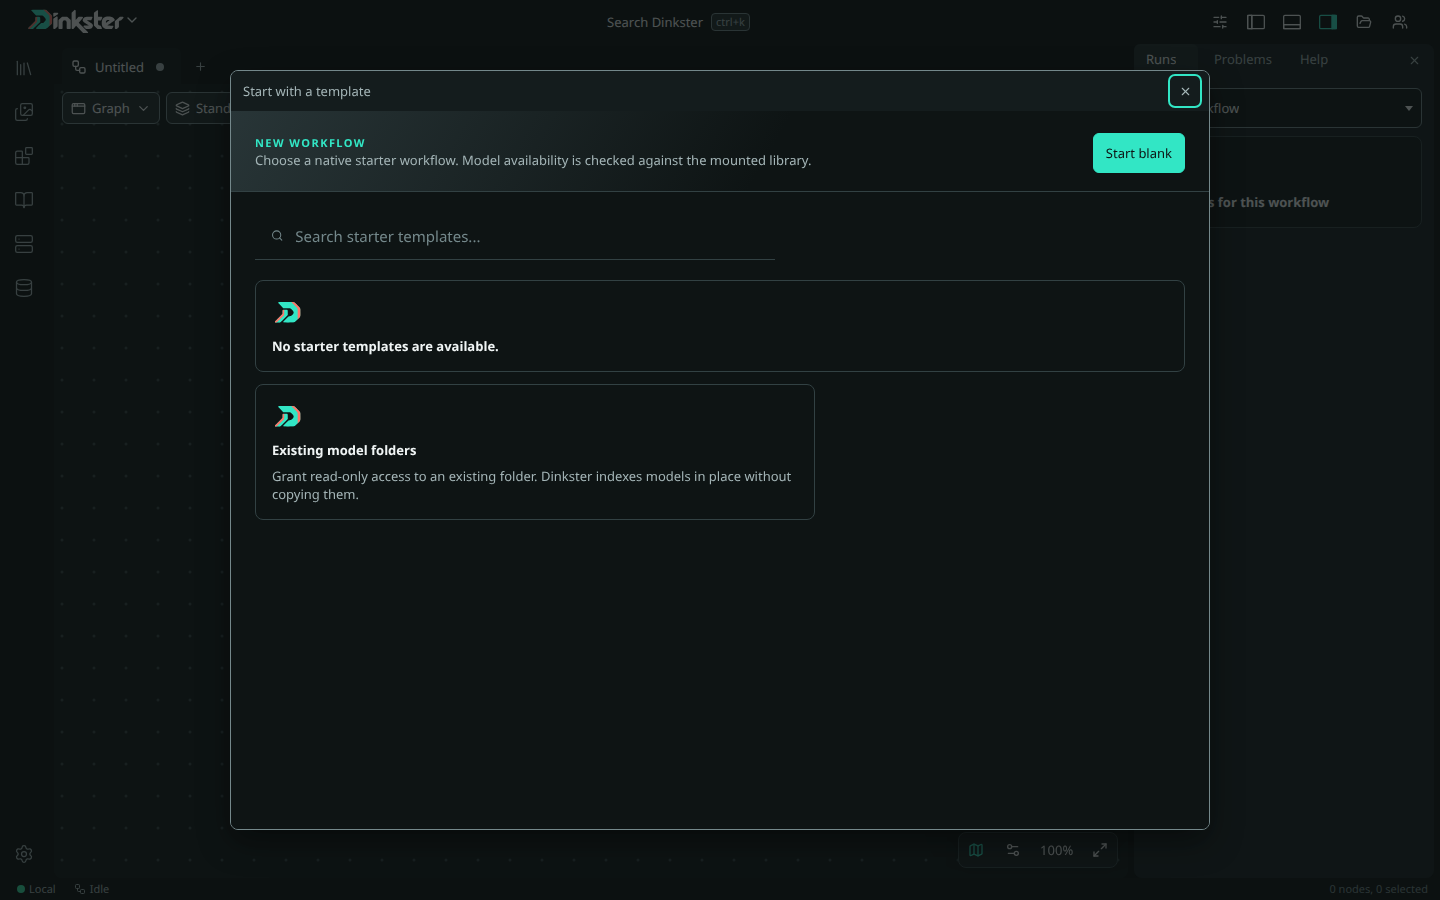 Dinkster
Search Dinkster ctrl+k
Untitled
Runs Problems Help
Graph
Stand
Start with a template
NEW WORKFLOW
Choose a native starter workflow. Model availability is checked against the mounted library.
Start blank
Search starter templates...
No starter templates are available.
Existing model folders
Grant read-only access to an existing folder. Dinkster indexes models in place without
copying them.
s for this workflow
100%
Local
Idle
0 nodes, 0 selected